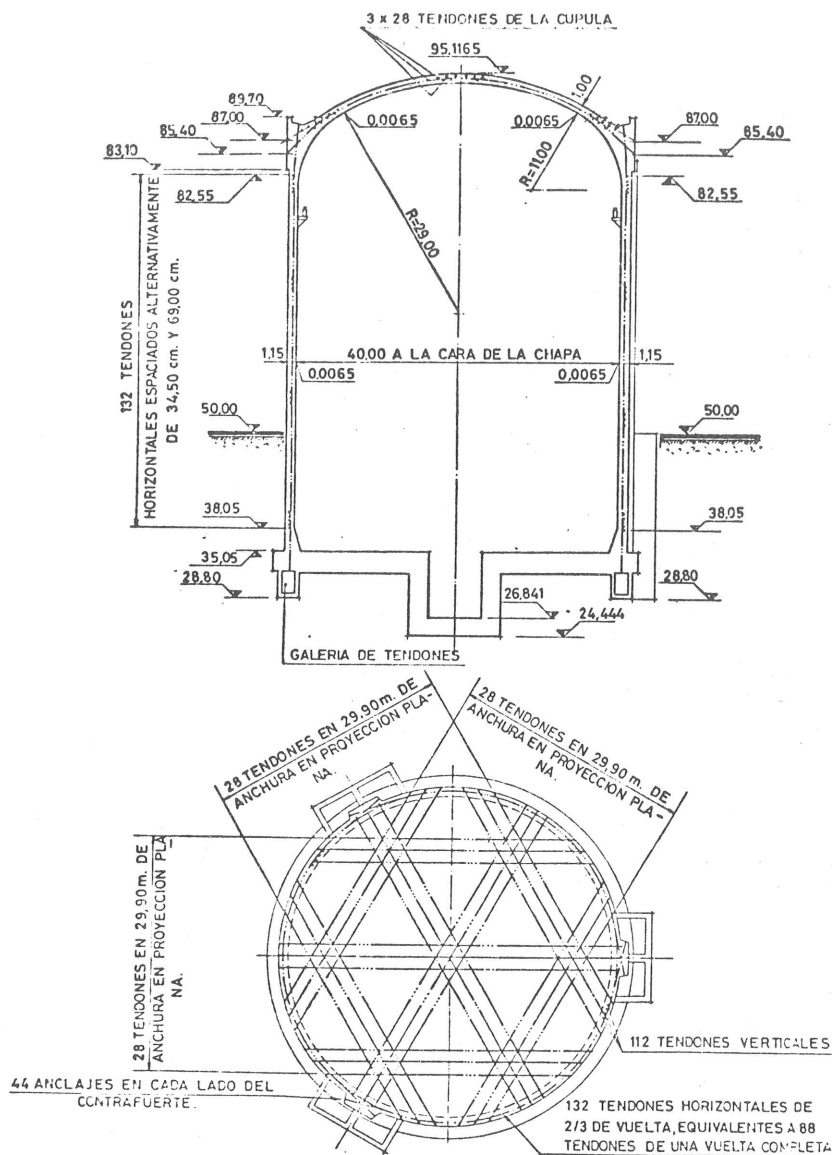 3 x 28 TENDONES DE LA CUPULA
95,1165
1,00
89,70
87,00
85,40
83,10
82,55
0,0065
0,0065
87,00
85,40
82,55
R=11,00
R=29,00
132 TENDONES
HORIZONTALES ESPACIADOS ALTERNATIVAMENTE
DE 34,50 cm. Y 69,00 cm.
1,15
40,00 A LA CARA DE LA CHAPA
1,15
0,0065
0,0065
50,00
50,00
38,05
38,05
35,05
28,80
28,80
26,841
24,444
GALERIA DE TENDONES
28 TENDONES EN 29,90m. DE
ANCHURA EN PROYECCION PLA-
NA.
28 TENDONES EN 29,90 m. DE
ANCHURA EN PROYECCION PLA-
NA.
28 TENDONES EN 29,90m. DE
ANCHURA EN PROYECCION PLA-
NA.
112 TENDONES VERTICALES
44 ANCLAJES EN CADA LADO DEL
CONTRAFUERTE.
132 TENDONES HORIZONTALES DE
2/3 DE VUELTA, EQUIVALENTES A 88
TENDONES DE UNA VUELTA COMPLETA